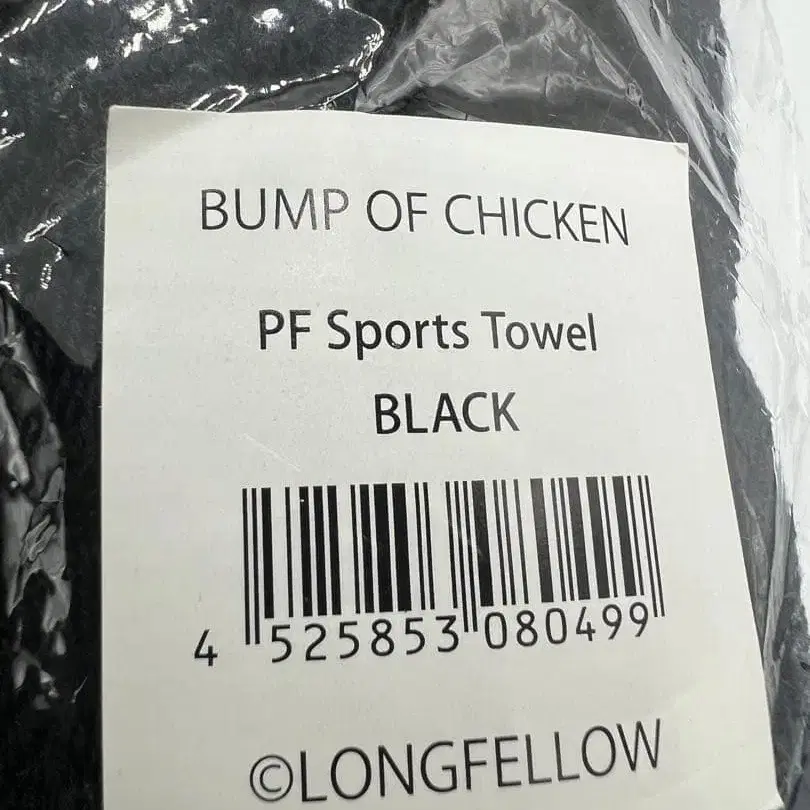 BUMP OF CHICKEN
PF Sports Towel
BLACK
4 525853 080499
©LONGFELLOW